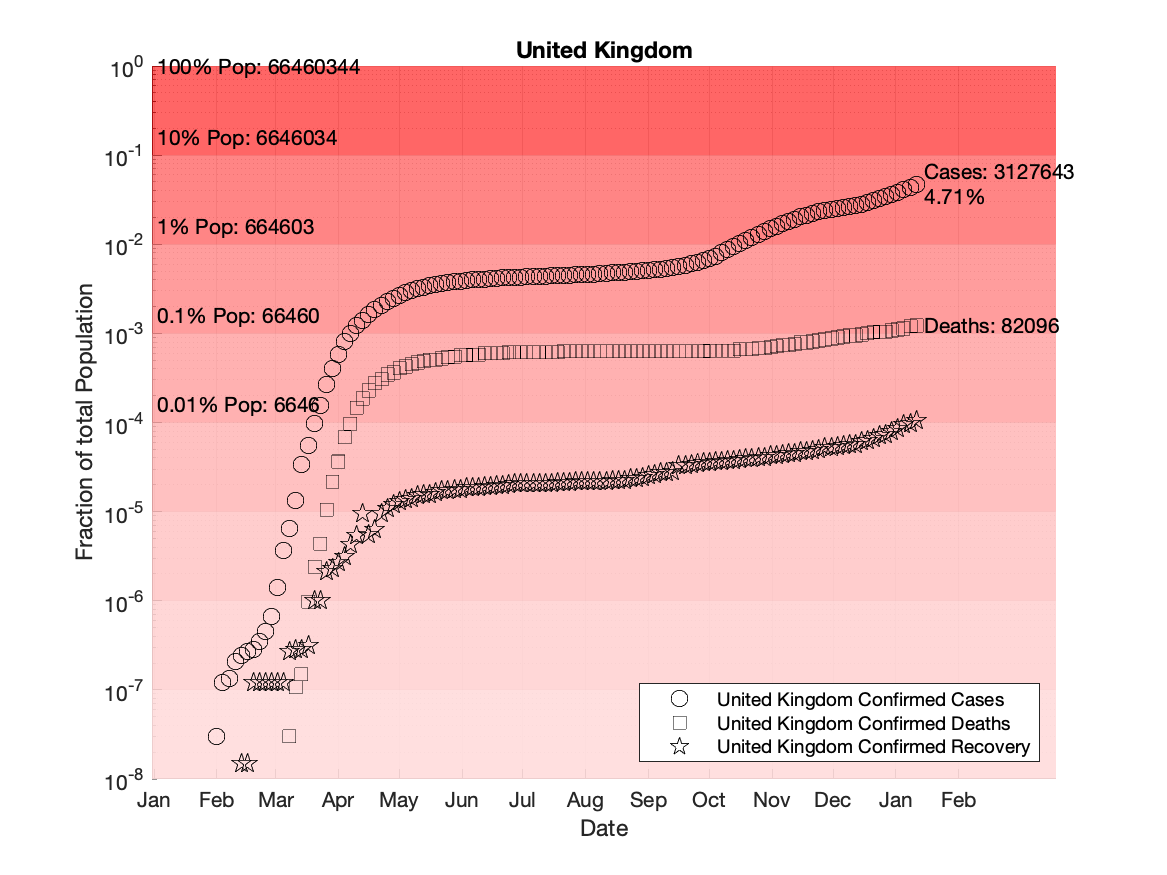 United Kingdom
10^0
100% Pop: 66460344
10% Pop: 6646034
10^-1
Cases: 3127643
4.71%
1% Pop: 664603
10^-2
0.1% Pop: 66460
Deaths: 82096
10^-3
0.01% Pop: 6646
10^-4
10^-5
10^-6
10^-7
10^-8
Fraction of total Population
United Kingdom Confirmed Cases
United Kingdom Confirmed Deaths
United Kingdom Confirmed Recovery
Jan Feb Mar Apr May Jun Jul Aug Sep Oct Nov Dec Jan Feb
Date